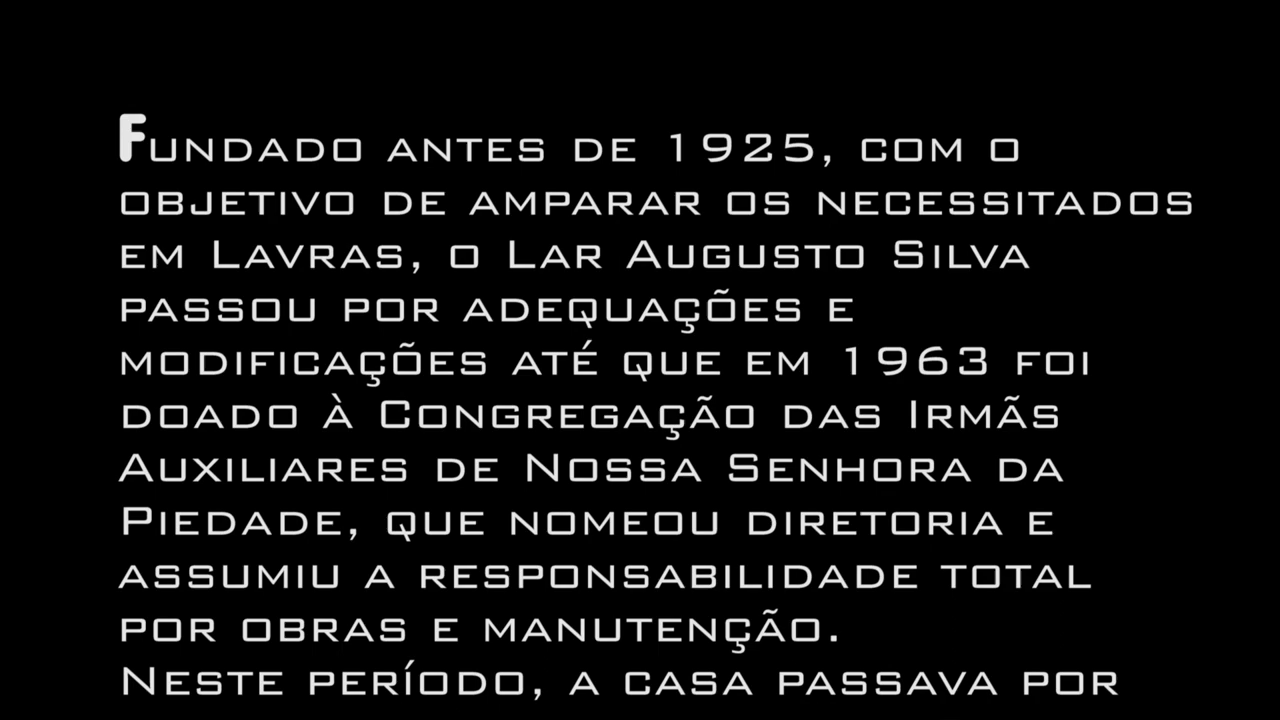 Fundado antes de 1925, com o
objetivo de amparar os necessitados
em Lavras, o Lar Augusto Silva
passou por adequações e
modificações até que em 1963 foi
doado à Congregação das Irmãs
Auxiliares de Nossa Senhora da
Piedade, que nomeou diretoria e
assumiu a responsabilidade total
por obras e manutenção.
Neste período, a casa passava por